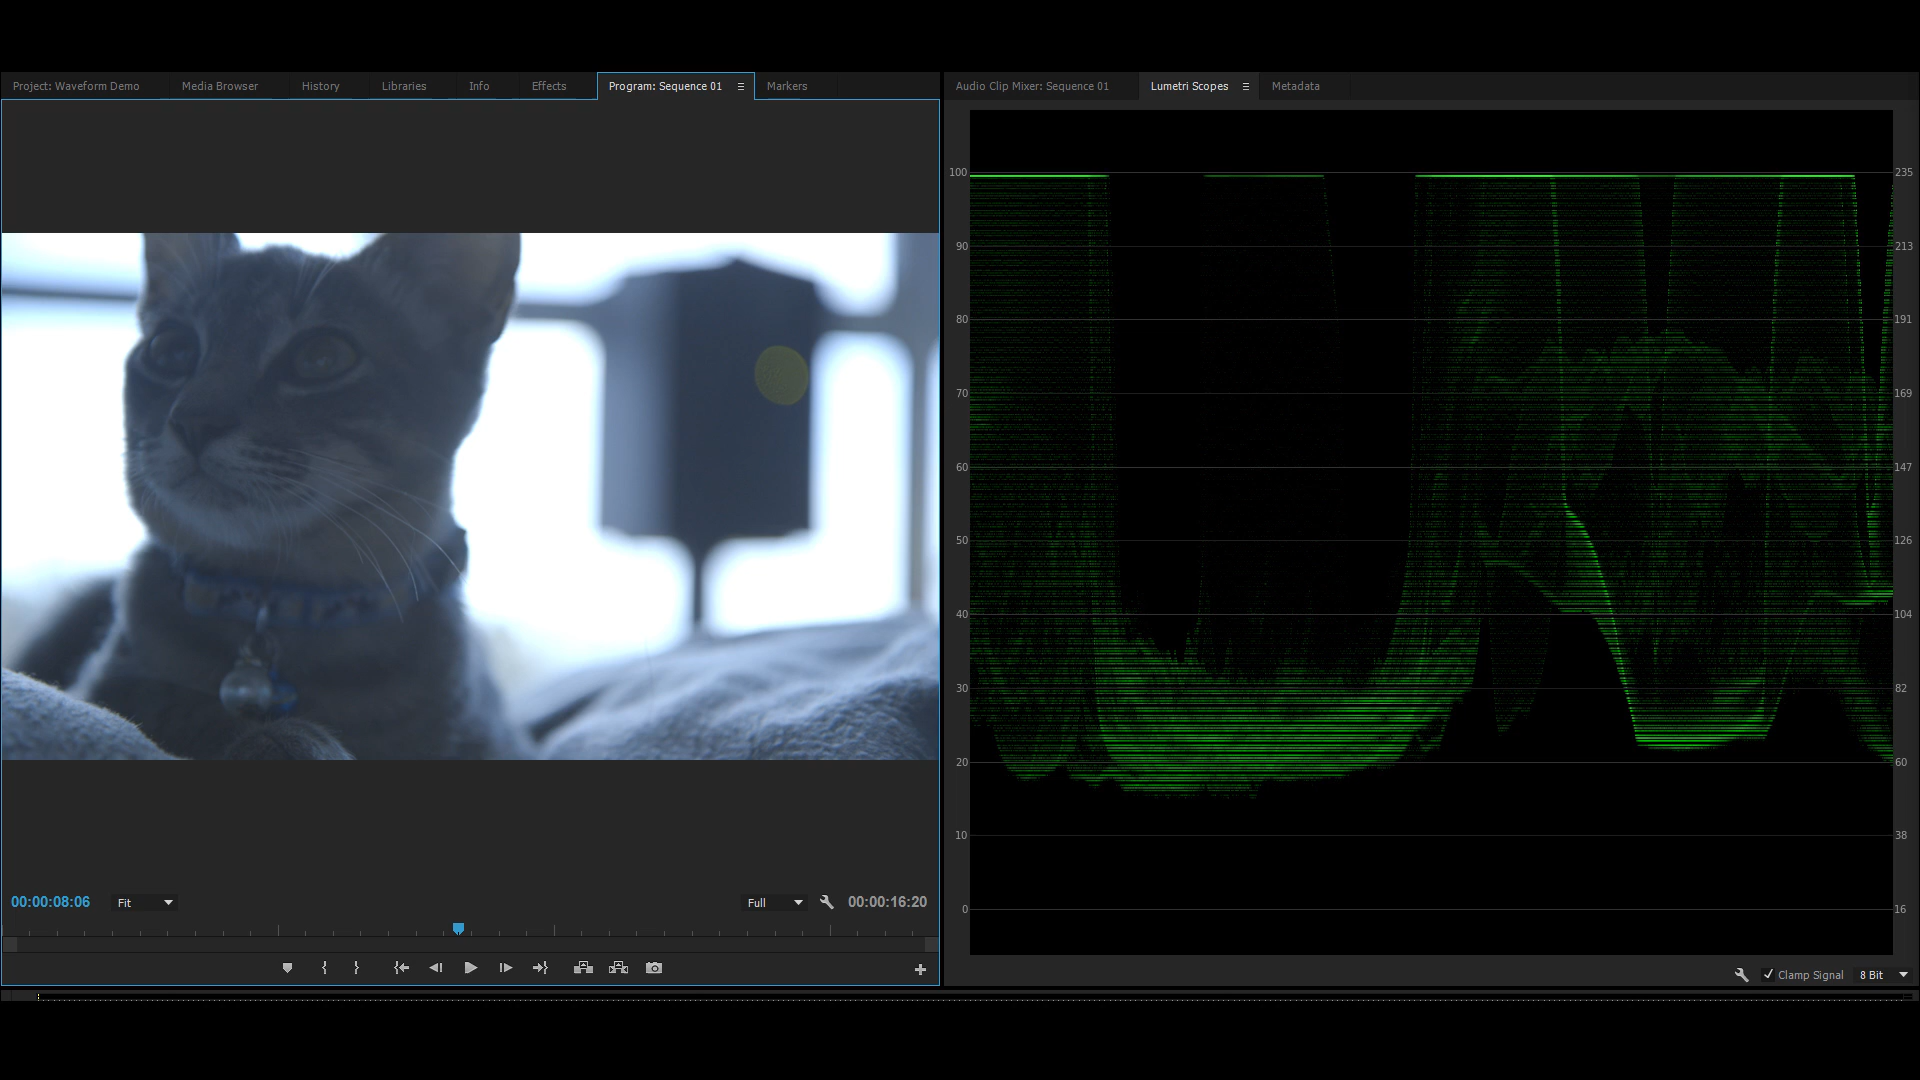 Project: Waveform Demo Media Browser History Libraries Info Effects Program: Sequence 01 Markers
Audio Clip Mixer: Sequence 01 Lumetri Scopes Metadata
100 235
90 213
80 191
70 169
60 147
50 126
40 104
30 82
20 60
10 38
0 16
00:00:08:06 Fit Full 00:00:16:20
Clamp Signal 8 Bit